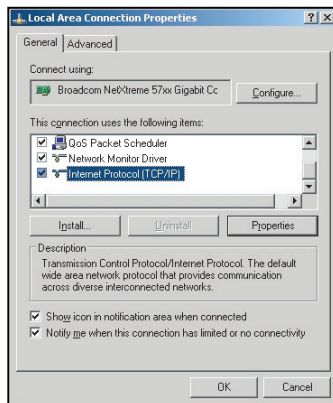 Local Area Connection Properties
General Advanced
Connect using:
Broadcom NetXtreme 57xx Gigabit Cc Configure...
This connection uses the following items:
QoS Packet Scheduler
Network Monitor Driver
Internet Protocol (TCP/IP)
Install... Uninstall Properties
Description
Transmission Control Protocol/Internet Protocol. The default
wide area network protocol that provides communication
across diverse interconnected networks.
Show icon in notification area when connected
Notify me when this connection has limited or no connectivity
OK Cancel